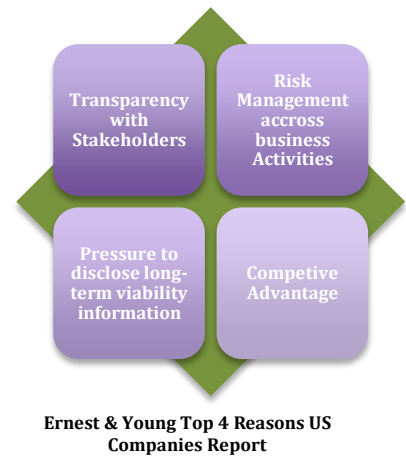 Transparency
with
Stakeholders
Risk
Management
accross
business
Activities
Pressure to
disclose long-
term viability
information
Competive
Advantage
Ernest & Young Top 4 Reasons US
Companies Report